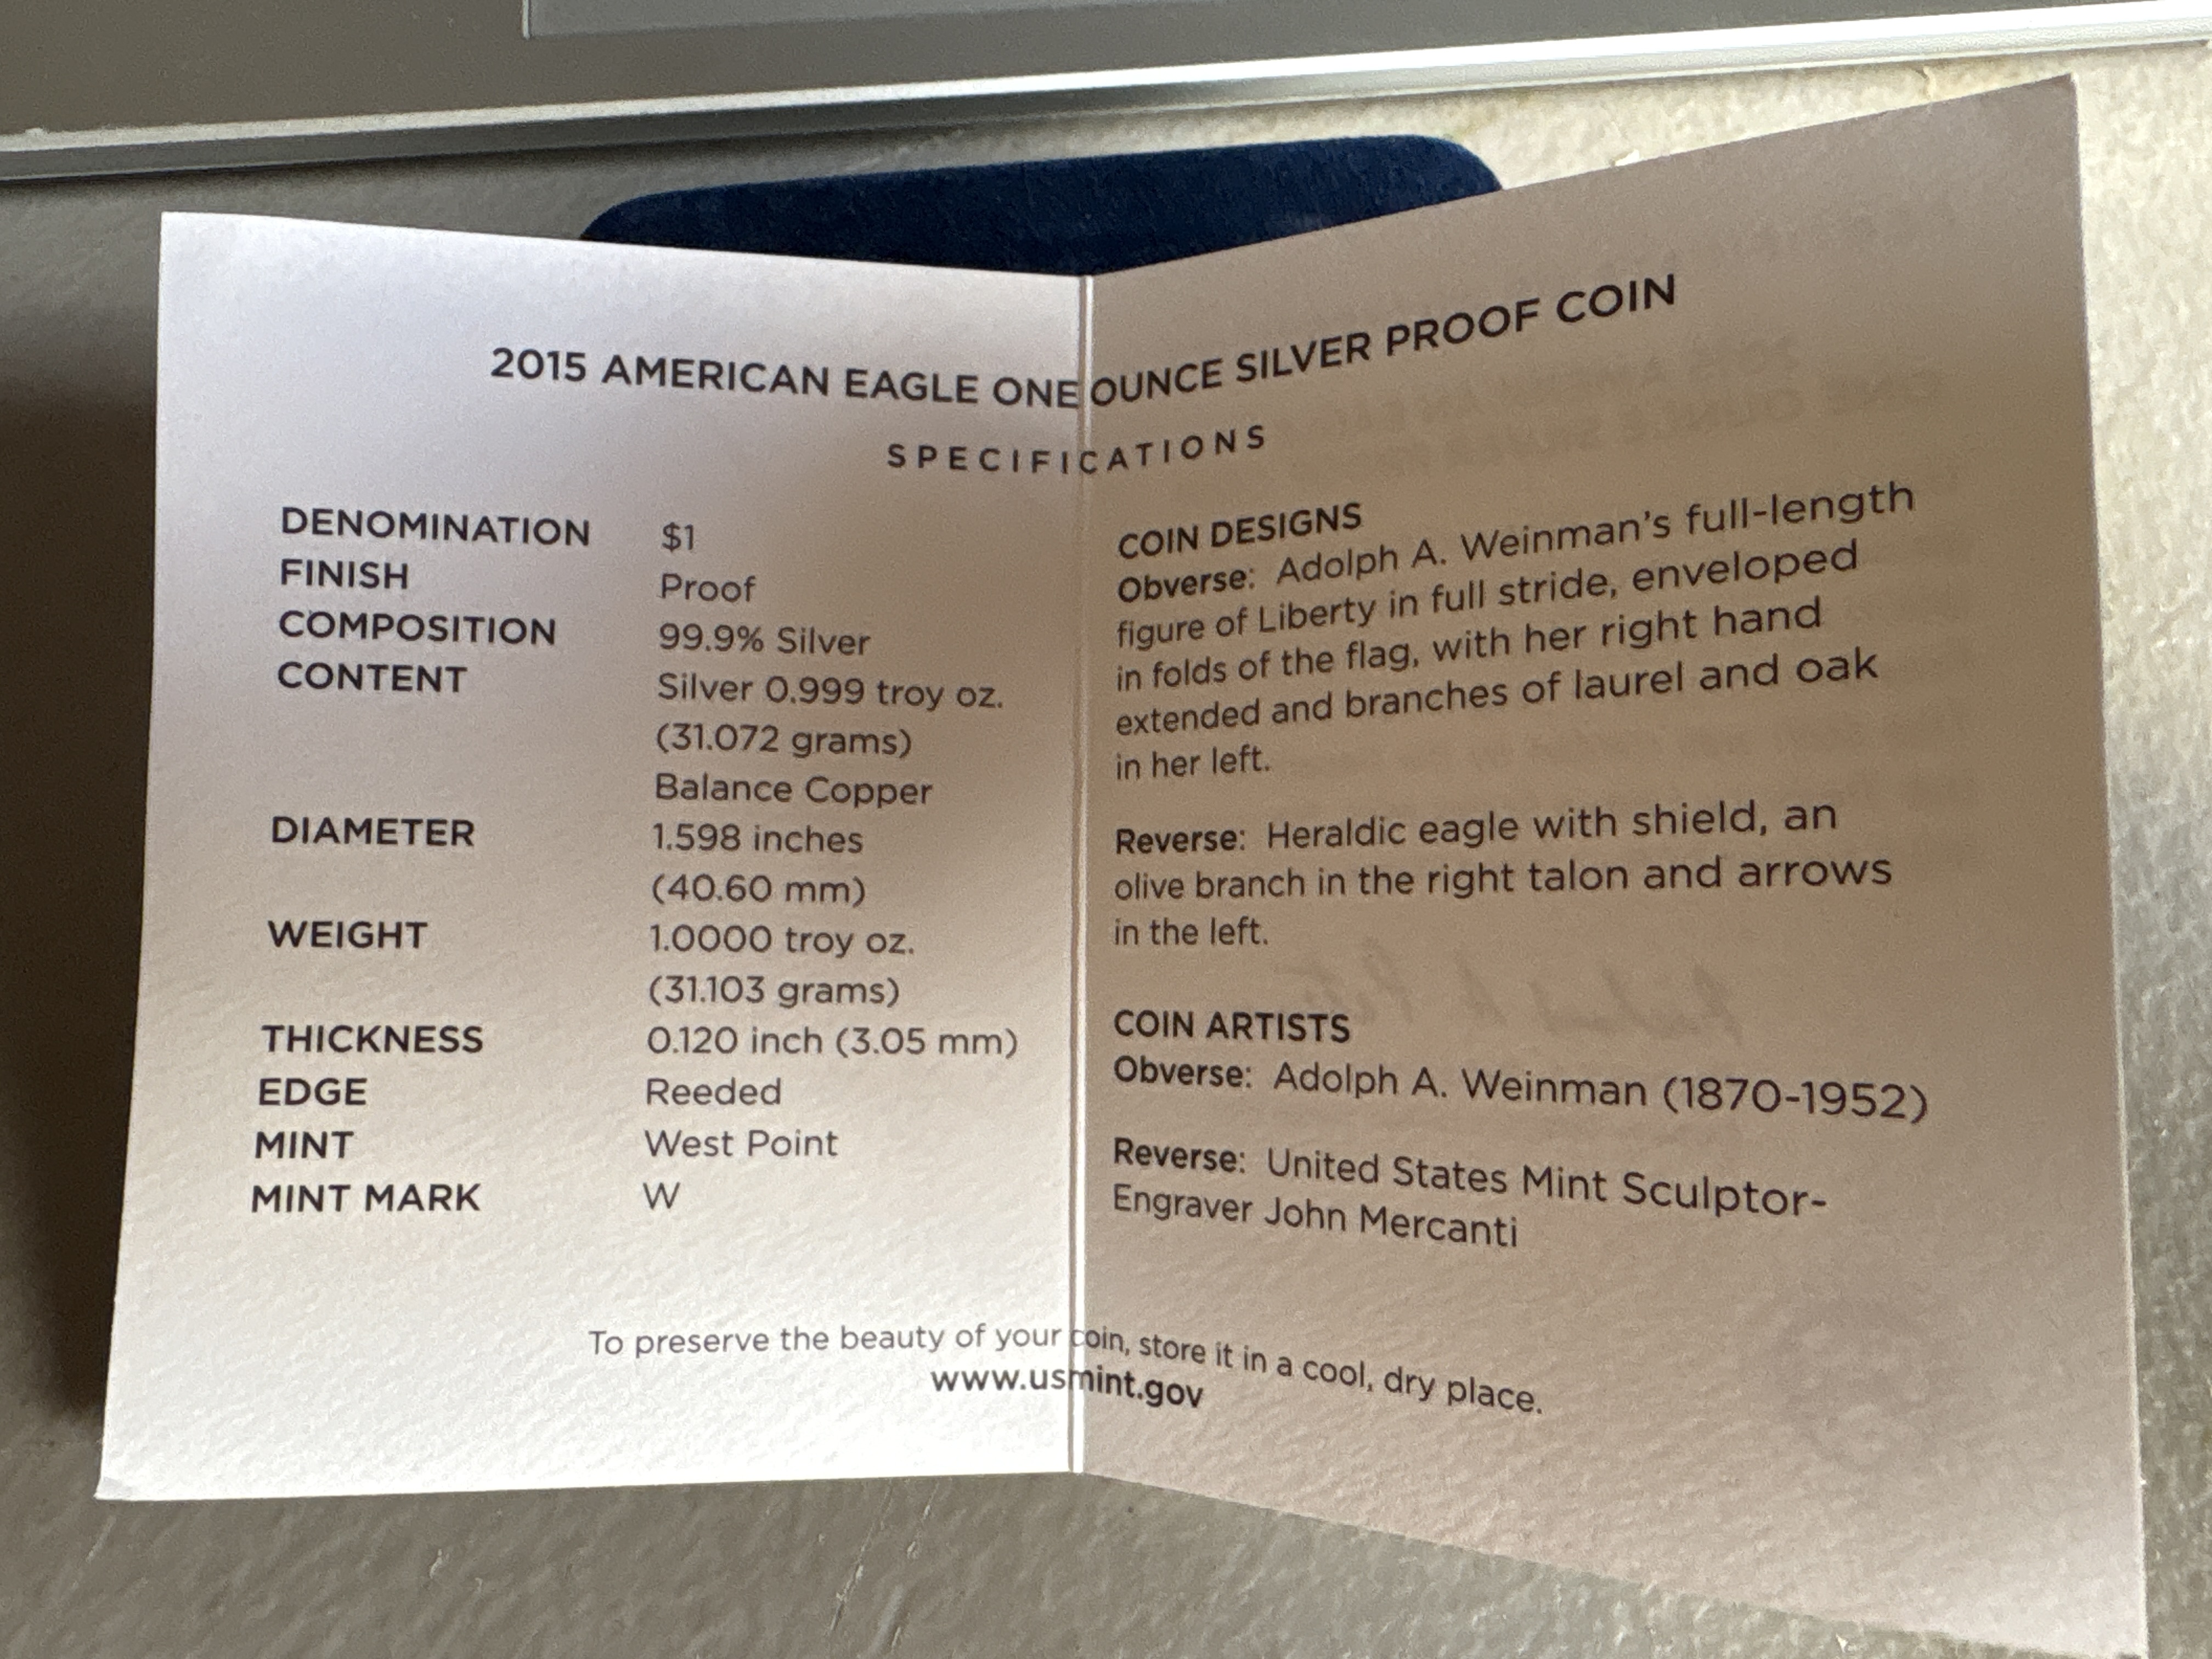 2015 AMERICAN EAGLE ONE OUNCE SILVER PROOF COIN
SPECIFICATIONS
DENOMINATION $1
FINISH Proof
COMPOSITION 99.9% Silver
CONTENT Silver 0.999 troy oz.
(31.072 grams)
Balance Copper
DIAMETER 1.598 inches
(40.60 mm)
WEIGHT 1.0000 troy oz.
(31.103 grams)
THICKNESS 0.120 inch (3.05 mm)
EDGE Reeded
MINT West Point
MINT MARK W
COIN DESIGNS
Obverse: Adolph A. Weinman's full-length
figure of Liberty in full stride, enveloped
in folds of the flag, with her right hand
extended and branches of laurel and oak
in her left.
Reverse: Heraldic eagle with shield, an
olive branch in the right talon and arrows
in the left.
COIN ARTISTS
Obverse: Adolph A. Weinman (1870-1952)
Reverse: United States Mint Sculptor-
Engraver John Mercanti
To preserve the beauty of your coin, store it in a cool, dry place.
www.usmint.gov